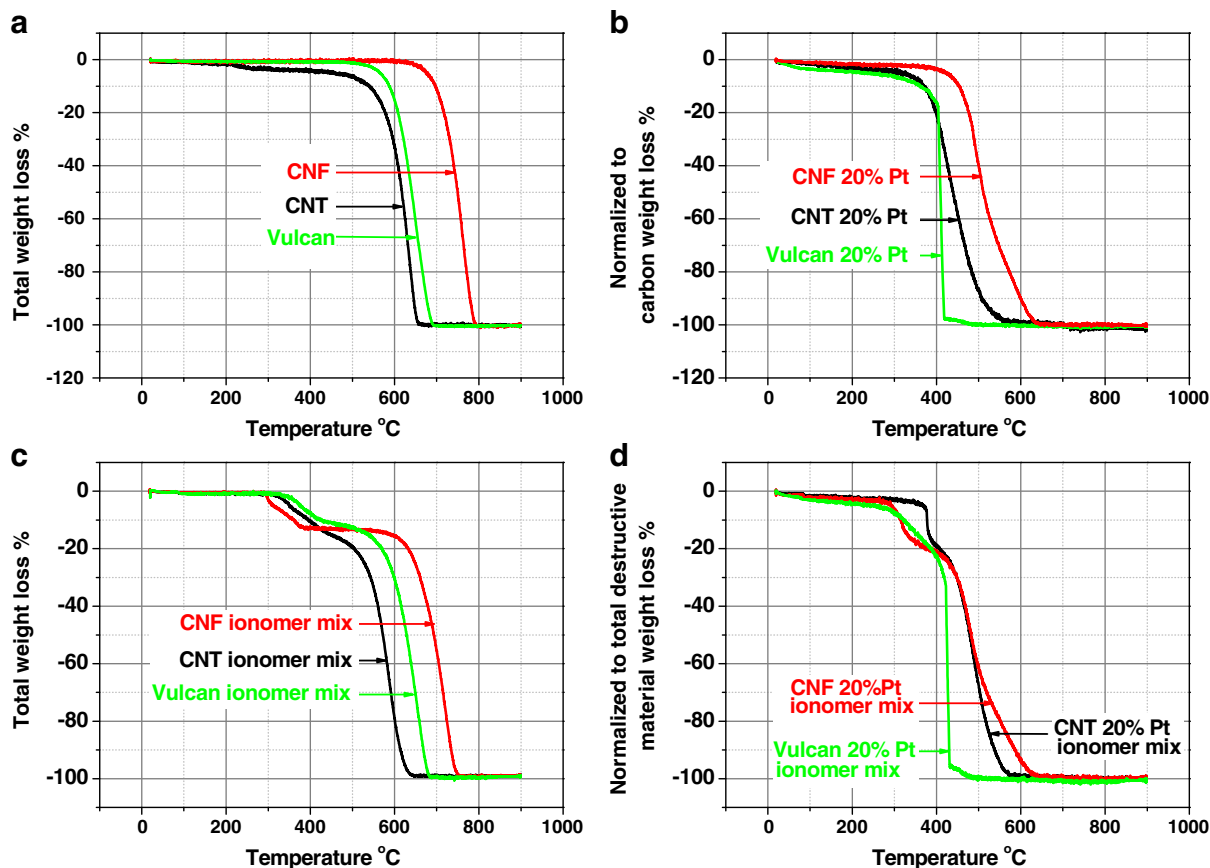 a
Total weight loss %
0
-20
-40
-60
-80
-100
-120
CNF
CNT
Vulcan
0 200 400 600 800 1000
Temperature °C
b
Normalized to
carbon weight loss %
0
-20
-40
-60
-80
-100
-120
CNF 20% Pt
CNT 20% Pt
Vulcan 20% Pt
0 200 400 600 800 1000
Temperature °C
c
Total weight loss %
0
-20
-40
-60
-80
-100
CNF ionomer mix
CNT ionomer mix
Vulcan ionomer mix
0 200 400 600 800 1000
Temperature °C
d
Normalized to total destructive
material weight loss %
0
-20
-40
-60
-80
-100
CNF 20%Pt
ionomer mix
CNT 20% Pt
ionomer mix
Vulcan 20% Pt
ionomer mix
0 200 400 600 800 1000
Temperature °C